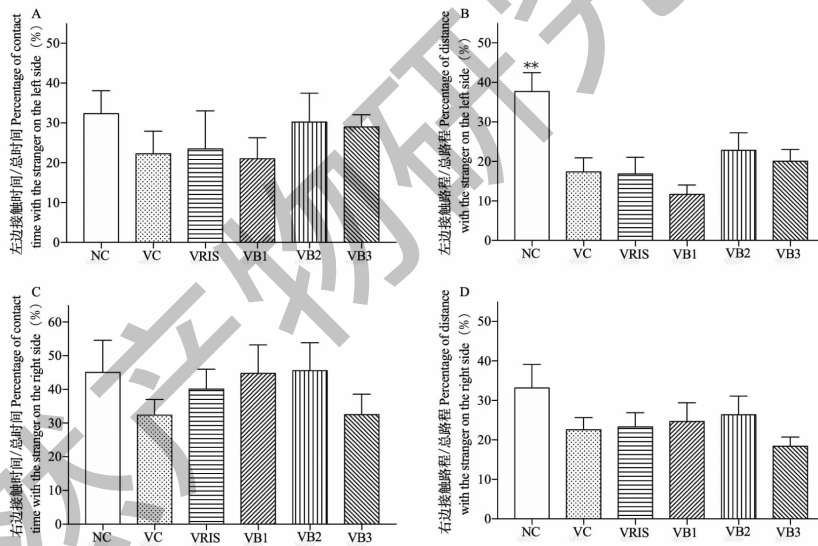 A
左边接触时间/总时间 Percentage of contact
time with the stranger on the left side (%)
50
40
30
20
10
0
NC VC VRIS VB1 VB2 VB3
B
左边接触路程/总路程 Percentage of distance
with the stranger on the left side (%)
50
40
30
20
10
0
**
NC VC VRIS VB1 VB2 VB3
C
右边接触时间/总时间 Percentage of contact
time with the stranger on the right side (%)
60
50
40
30
20
10
0
NC VC VRIS VB1 VB2 VB3
D
右边接触路程/总路程 Percentage of distance
with the stranger on the right side (%)
50
40
30
20
10
0
NC VC VRIS VB1 VB2 VB3
然产物研究